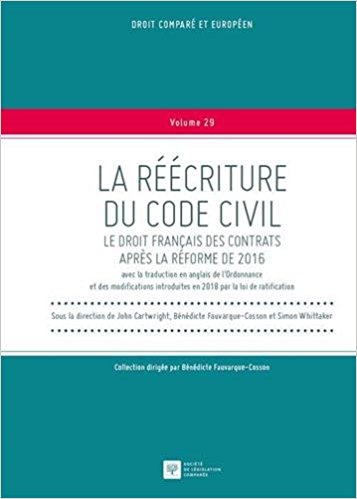 DROIT COMPARÉ ET EUROPÉEN
Volume 29
LA RÉÉCRITURE
DU CODE CIVIL
LE DROIT FRANÇAIS DES CONTRATS
APRÈS LA RÉFORME DE 2016
avec la traduction en anglais de l'Ordonnance
et des modifications introduites en 2018 par la loi de ratification
Sous la direction de John Cartwright, Bénédicte Fauvarque-Cosson et Simon Whittaker
Collection dirigée par Bénédicte Fauvarque-Cosson
SOCIÉTÉ
DE LÉGISLATION
COMPARÉE